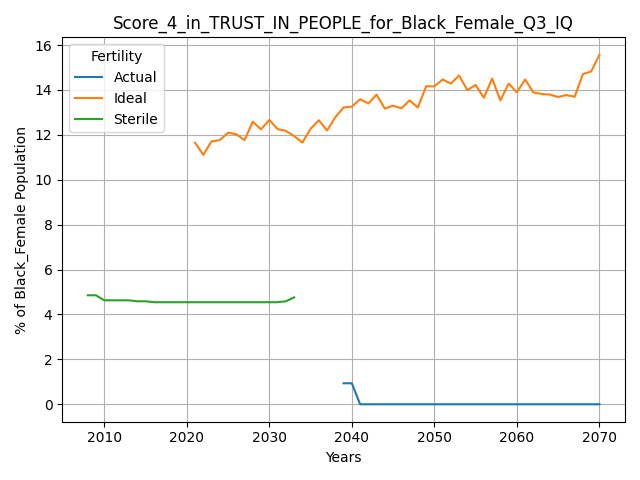 Score_4_in_TRUST_IN_PEOPLE_for_Black_Female_Q3_IQ
Fertility
Actual
Ideal
Sterile
% of Black_Female Population
16
14
12
10
8
6
4
2
0
2010 2020 2030 2040 2050 2060 2070
Years